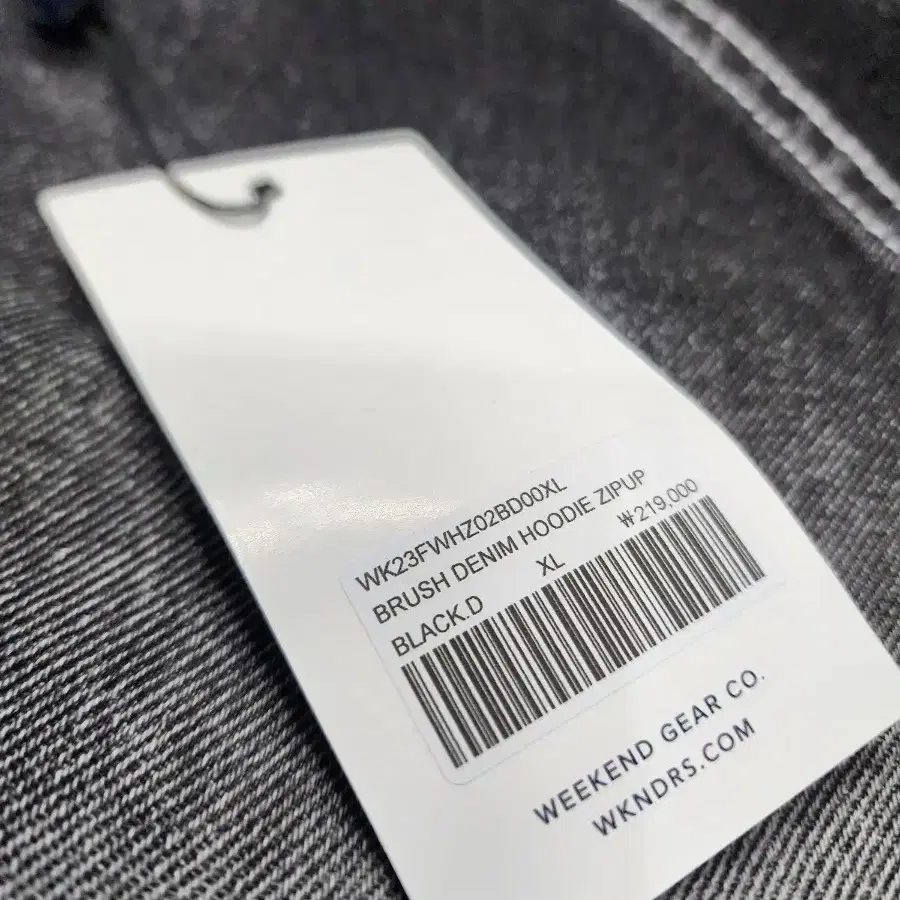 WK23FWHZ02BD00XL
BRUSH DENIM HOODIE ZIPUP
BLACK.D XL ₩219,000
WEEKEND GEAR CO.
WKNDRS.COM